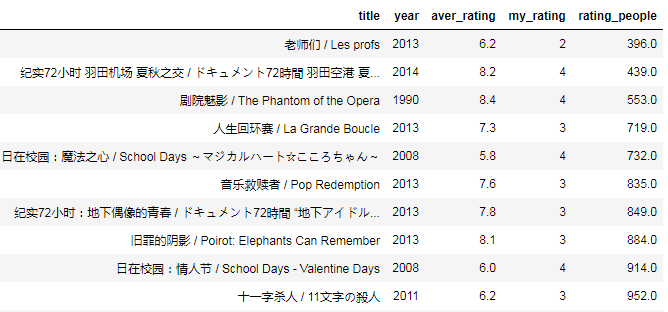 title year aver_rating my_rating rating_people
老师们 / Les profs 2013 6.2 2 396.0
纪实72小时 羽田机场 夏秋之交 / ドキュメント72時間 羽田空港 夏... 2014 8.2 4 439.0
剧院魅影 / The Phantom of the Opera 1990 8.4 4 553.0
人生回环赛 / La Grande Boucle 2013 7.3 3 719.0
日在校园：魔法之心 / School Days ～マジカルハート☆こころちゃん～ 2008 5.8 4 732.0
音乐救赎者 / Pop Redemption 2013 7.6 3 835.0
纪实72小时：地下偶像的青春 / ドキュメント72時間 “地下アイドル... 2013 7.8 3 849.0
旧罪的阴影 / Poirot: Elephants Can Remember 2013 8.1 3 884.0
日在校园：情人节 / School Days - Valentine Days 2008 6.0 4 914.0
十一字杀人 / 11文字の殺人 2011 6.2 3 952.0